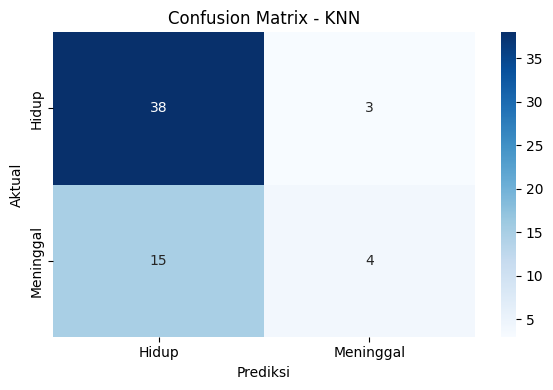 Confusion Matrix - KNN
Aktual
Hidup
38
3
Meninggal
15
4
Hidup
Meninggal
Prediksi
35
30
25
20
15
10
5